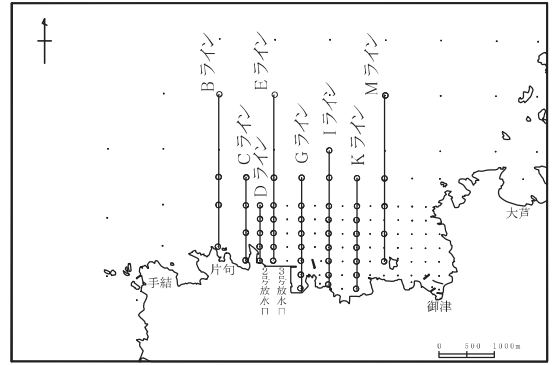 Bライン
Cライン
Dライン
Eライン
Gライン
Iライン
Kライン
Mライン
大芦
片句
手結
2号放水口
3号放水口
御津
0 500 1000m